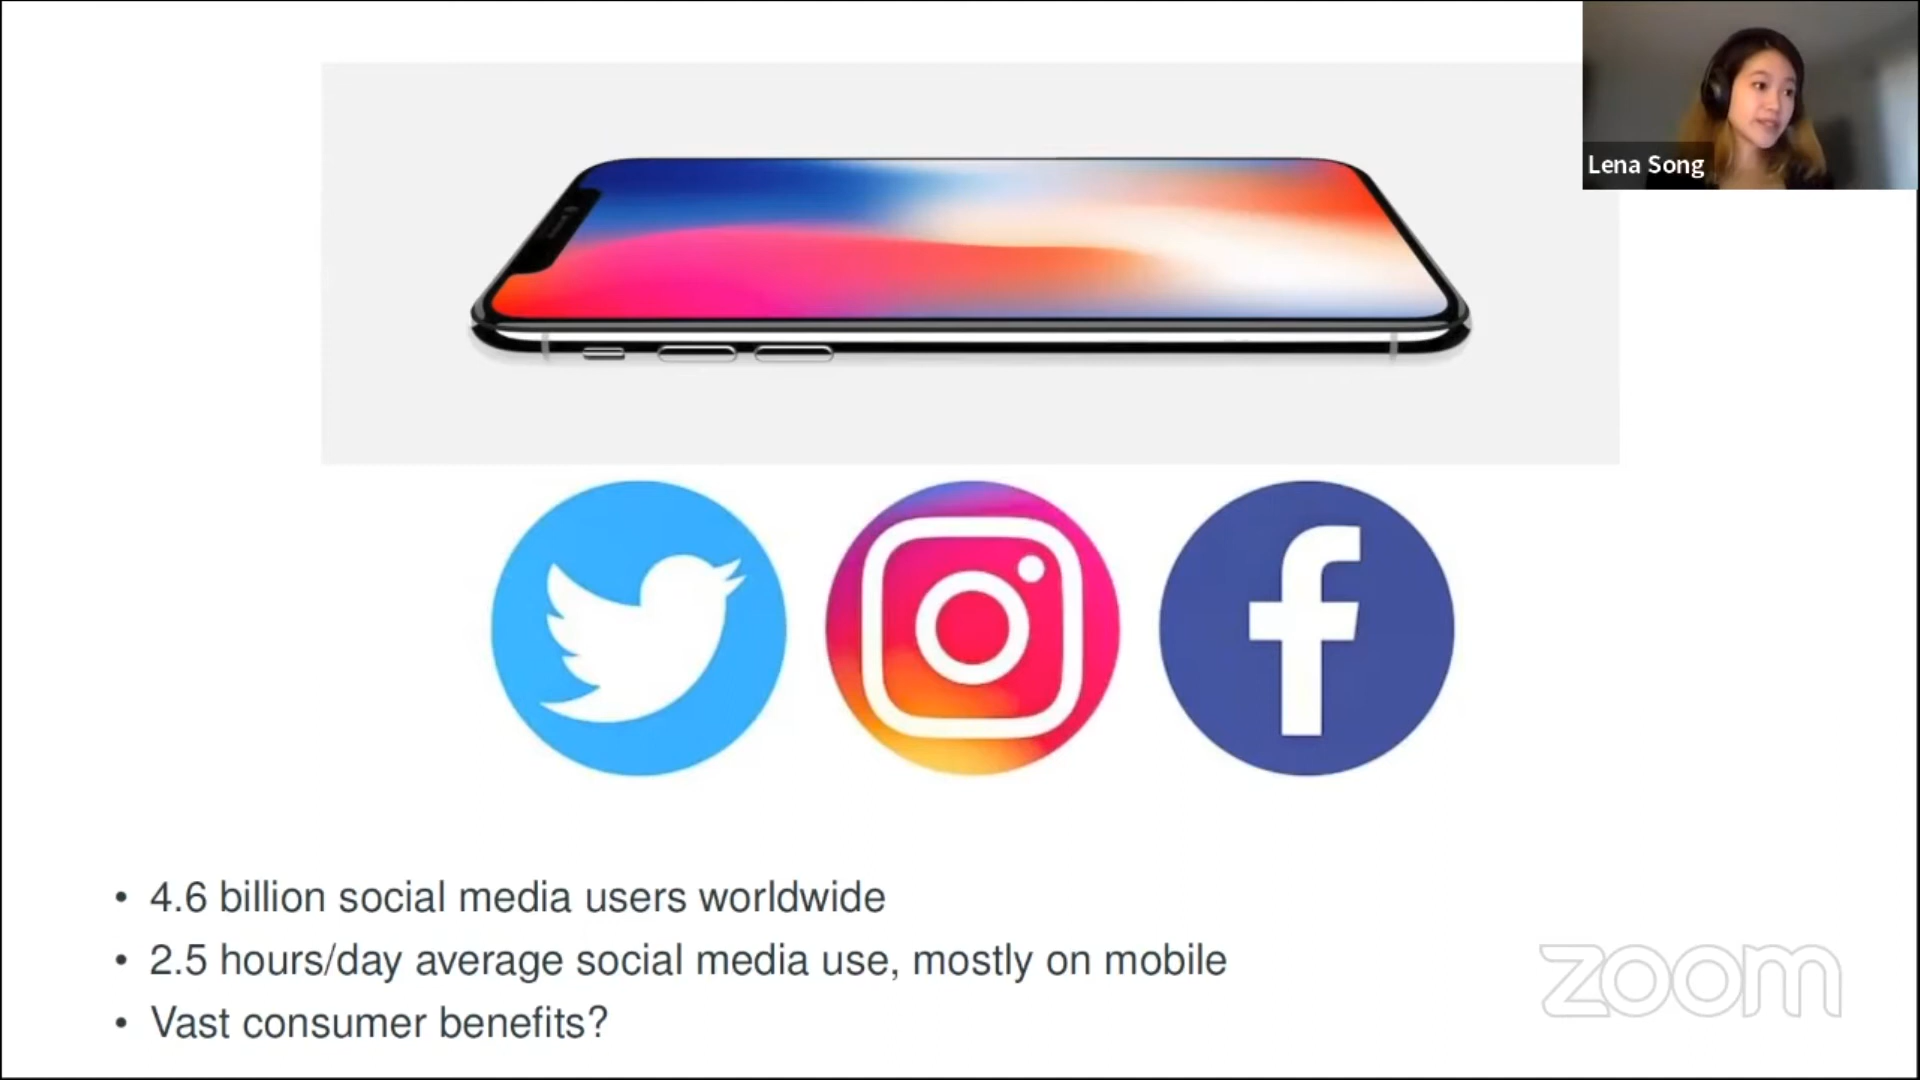 Lena Song
• 4.6 billion social media users worldwide
• 2.5 hours/day average social media use, mostly on mobile
• Vast consumer benefits?
zoom